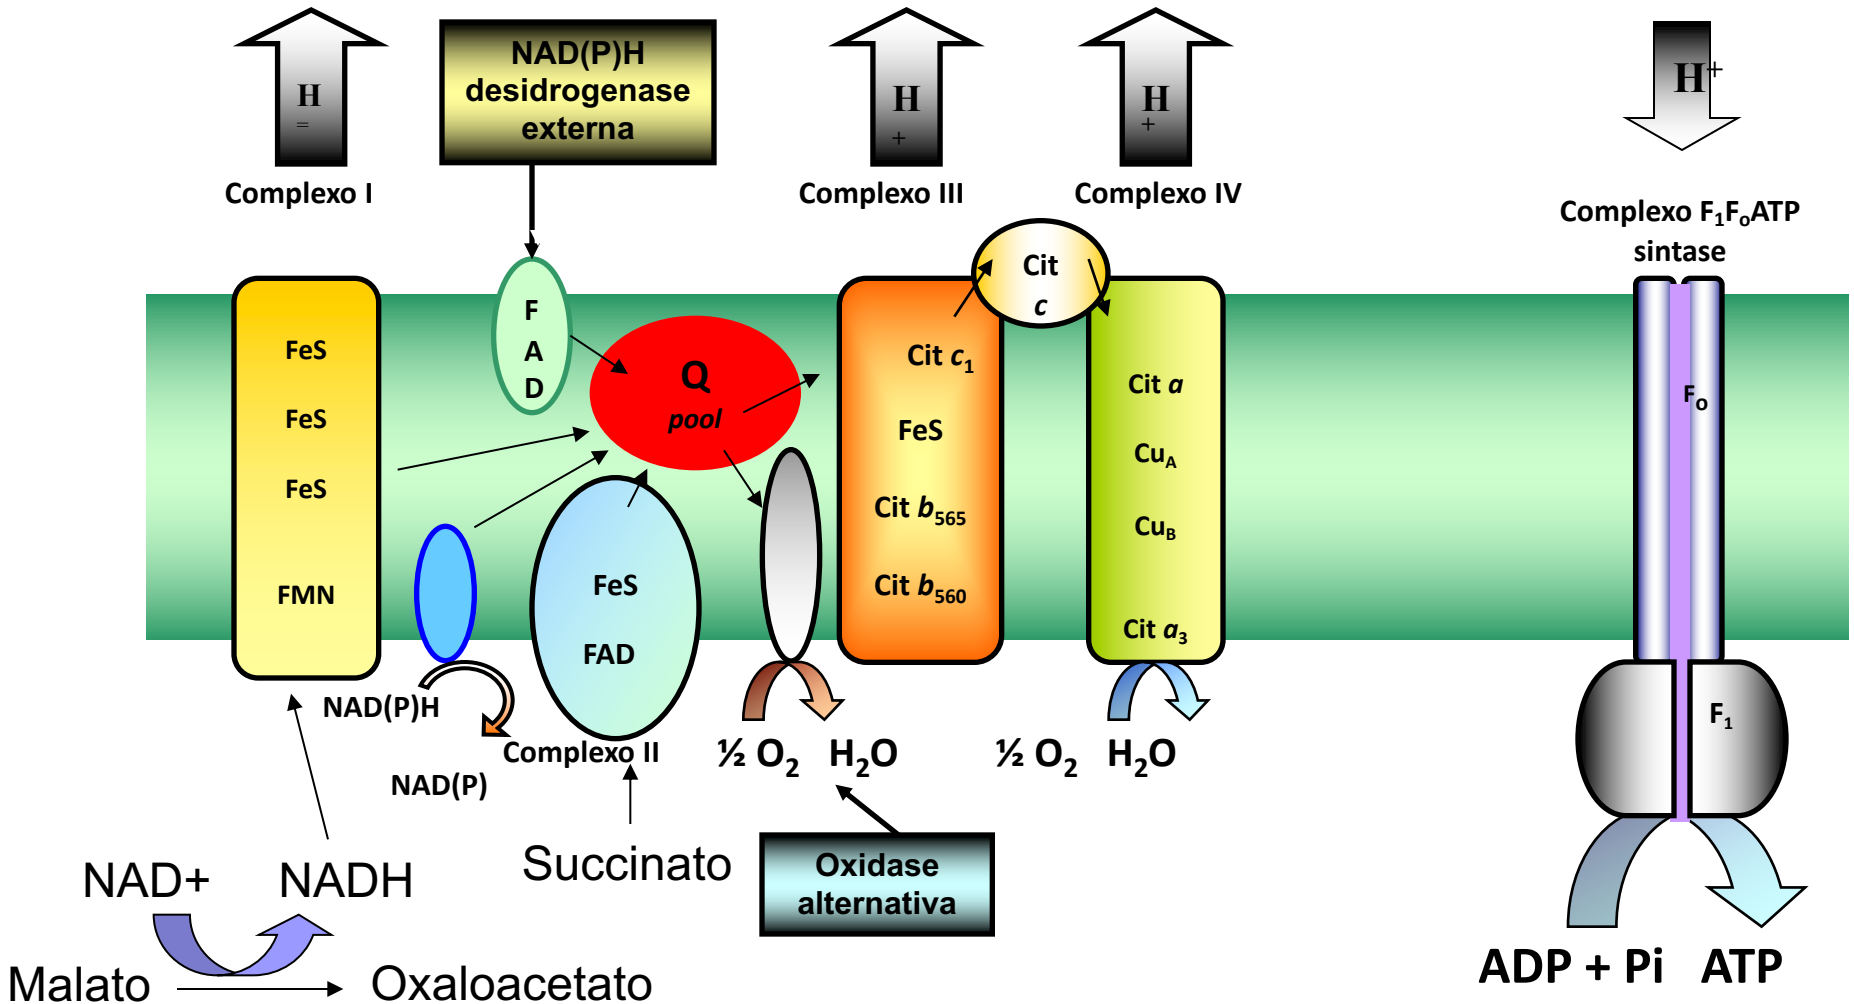 H
=
NAD(P)H
desidrogenase
externa
H
+
H
+
H+
Complexo I
Complexo III
Complexo IV
Complexo F1FoATP
sintase
FeS
FeS
FeS
FMN
F
A
D
Q
pool
Cit
c
Cit c1
FeS
Cit b565
Cit b560
Cit a
CuA
CuB
Cit a3
Fo
F1
FeS
FAD
NAD(P)H
NAD(P)
Complexo II
½ O2
H2O
½ O2
H2O
Succinato
Oxidase
alternativa
NAD+
NADH
Malato
Oxaloacetato
ADP + Pi
ATP